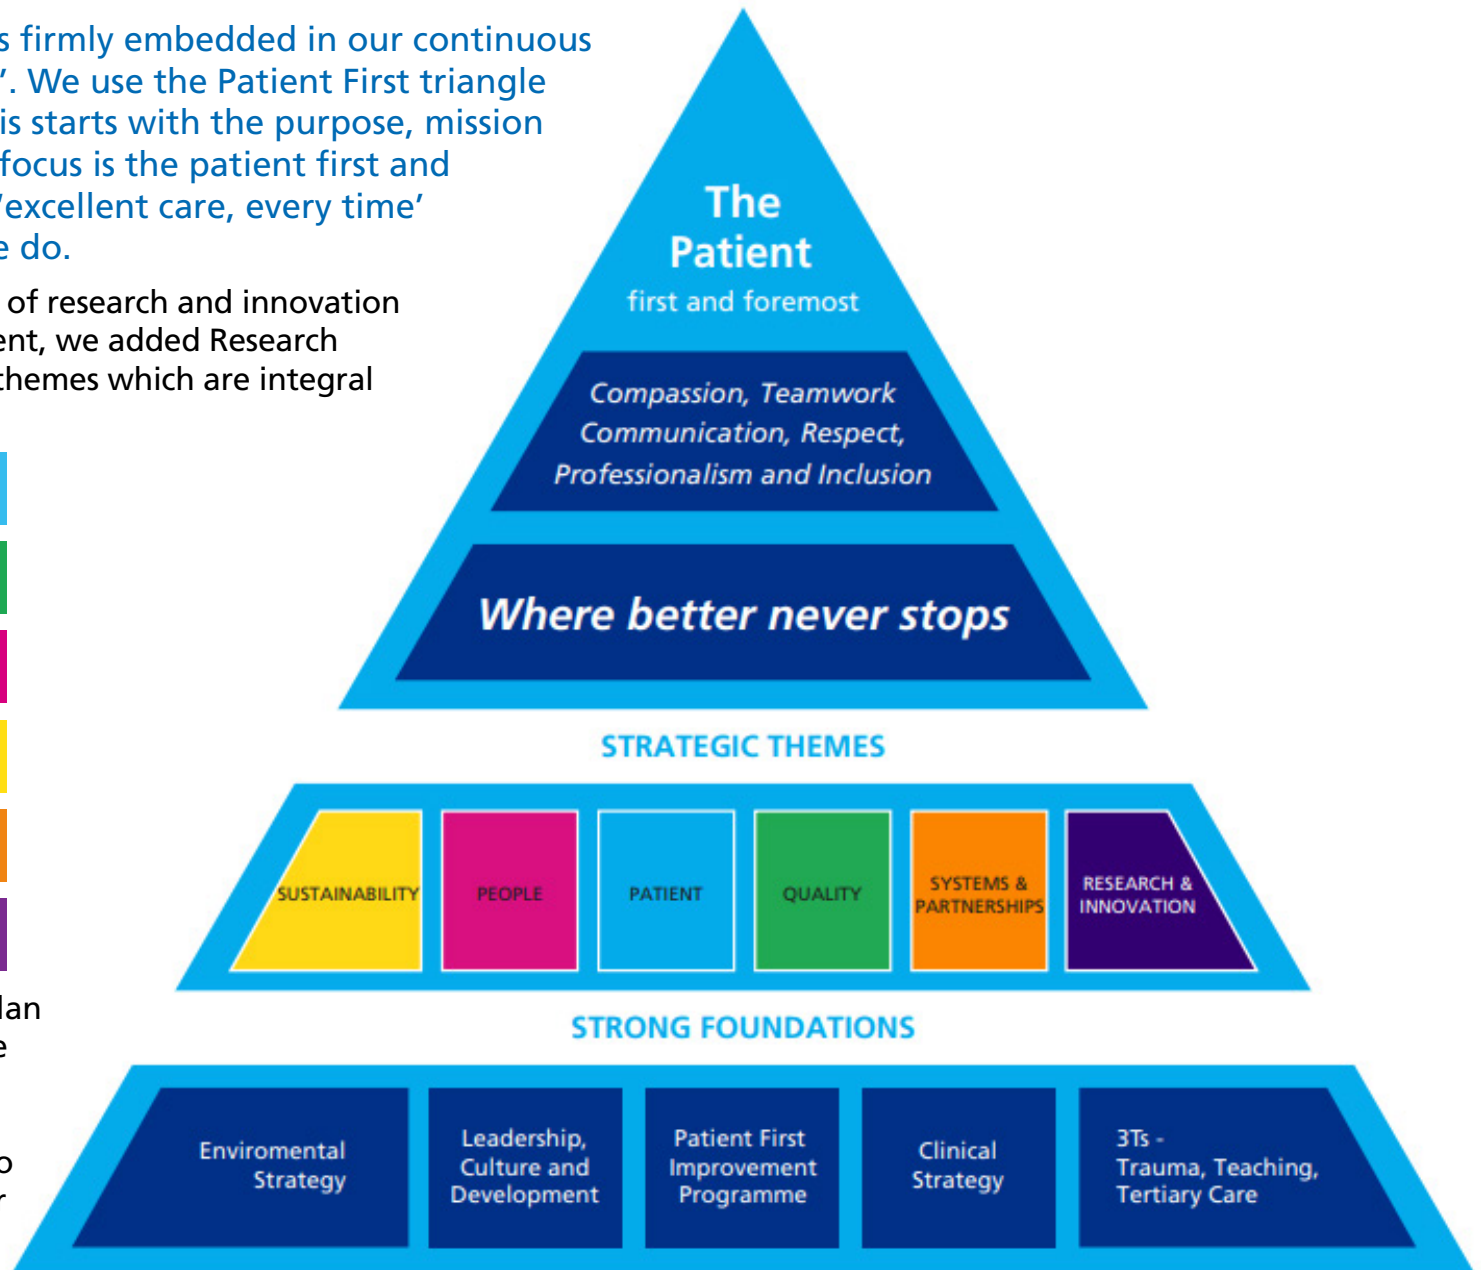 s firmly embedded in our continuous
’. We use the Patient First triangle
is starts with the purpose, mission
focus is the patient first and
‘excellent care, every time’
e do.
of research and innovation
ent, we added Research
themes which are integral
lan
e
o
r
The
Patient
first and foremost
Compassion, Teamwork
Communication, Respect,
Professionalism and Inclusion
Where better never stops
STRATEGIC THEMES
SUSTAINABILITY
PEOPLE
PATIENT
QUALITY
SYSTEMS &
PARTNERSHIPS
RESEARCH &
INNOVATION
STRONG FOUNDATIONS
Enviromental
Strategy
Leadership,
Culture and
Development
Patient First
Improvement
Programme
Clinical
Strategy
3Ts -
Trauma, Teaching,
Tertiary Care